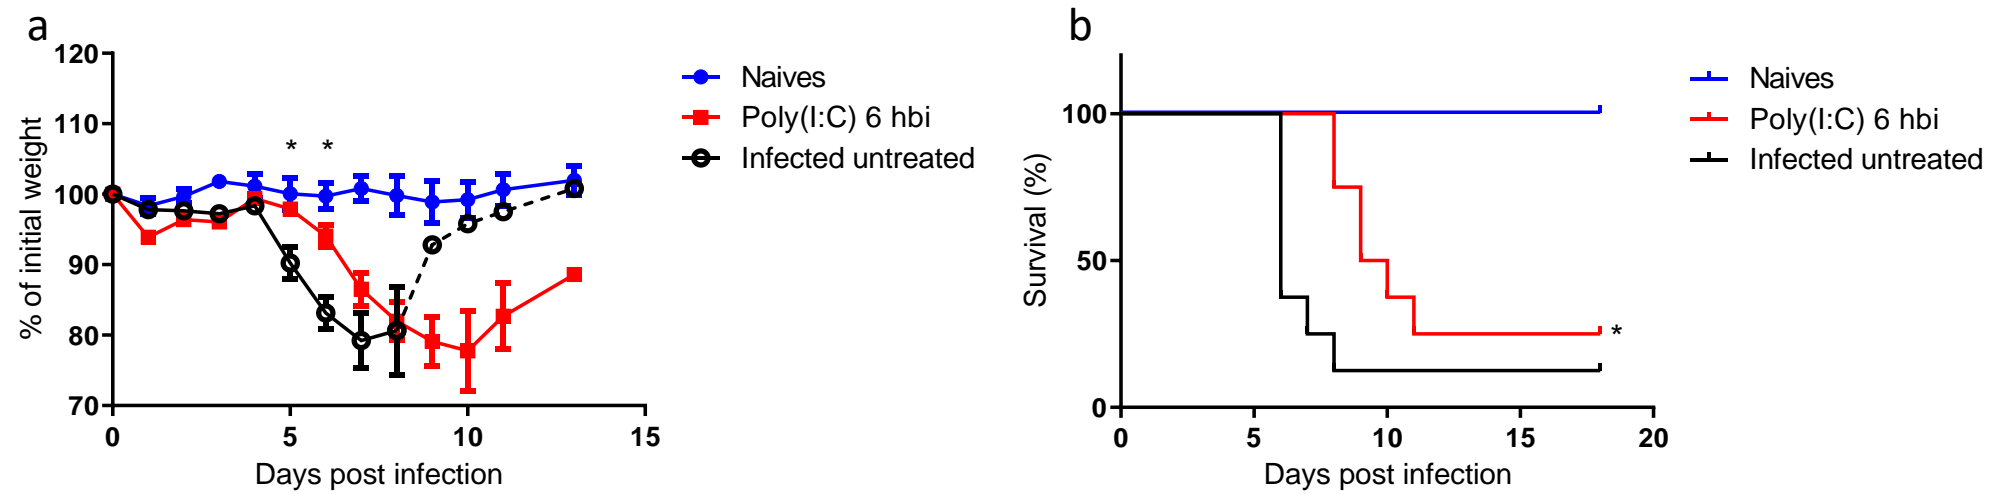 a
120
110
100
90
80
70
% of initial weight
* *
0 5 10 15
Days post infection
Naives
Poly(I:C) 6 hbi
Infected untreated
b
100
50
0
Survival (%)
*
0 5 10 15 20
Days post infection
Naives
Poly(I:C) 6 hbi
Infected untreated